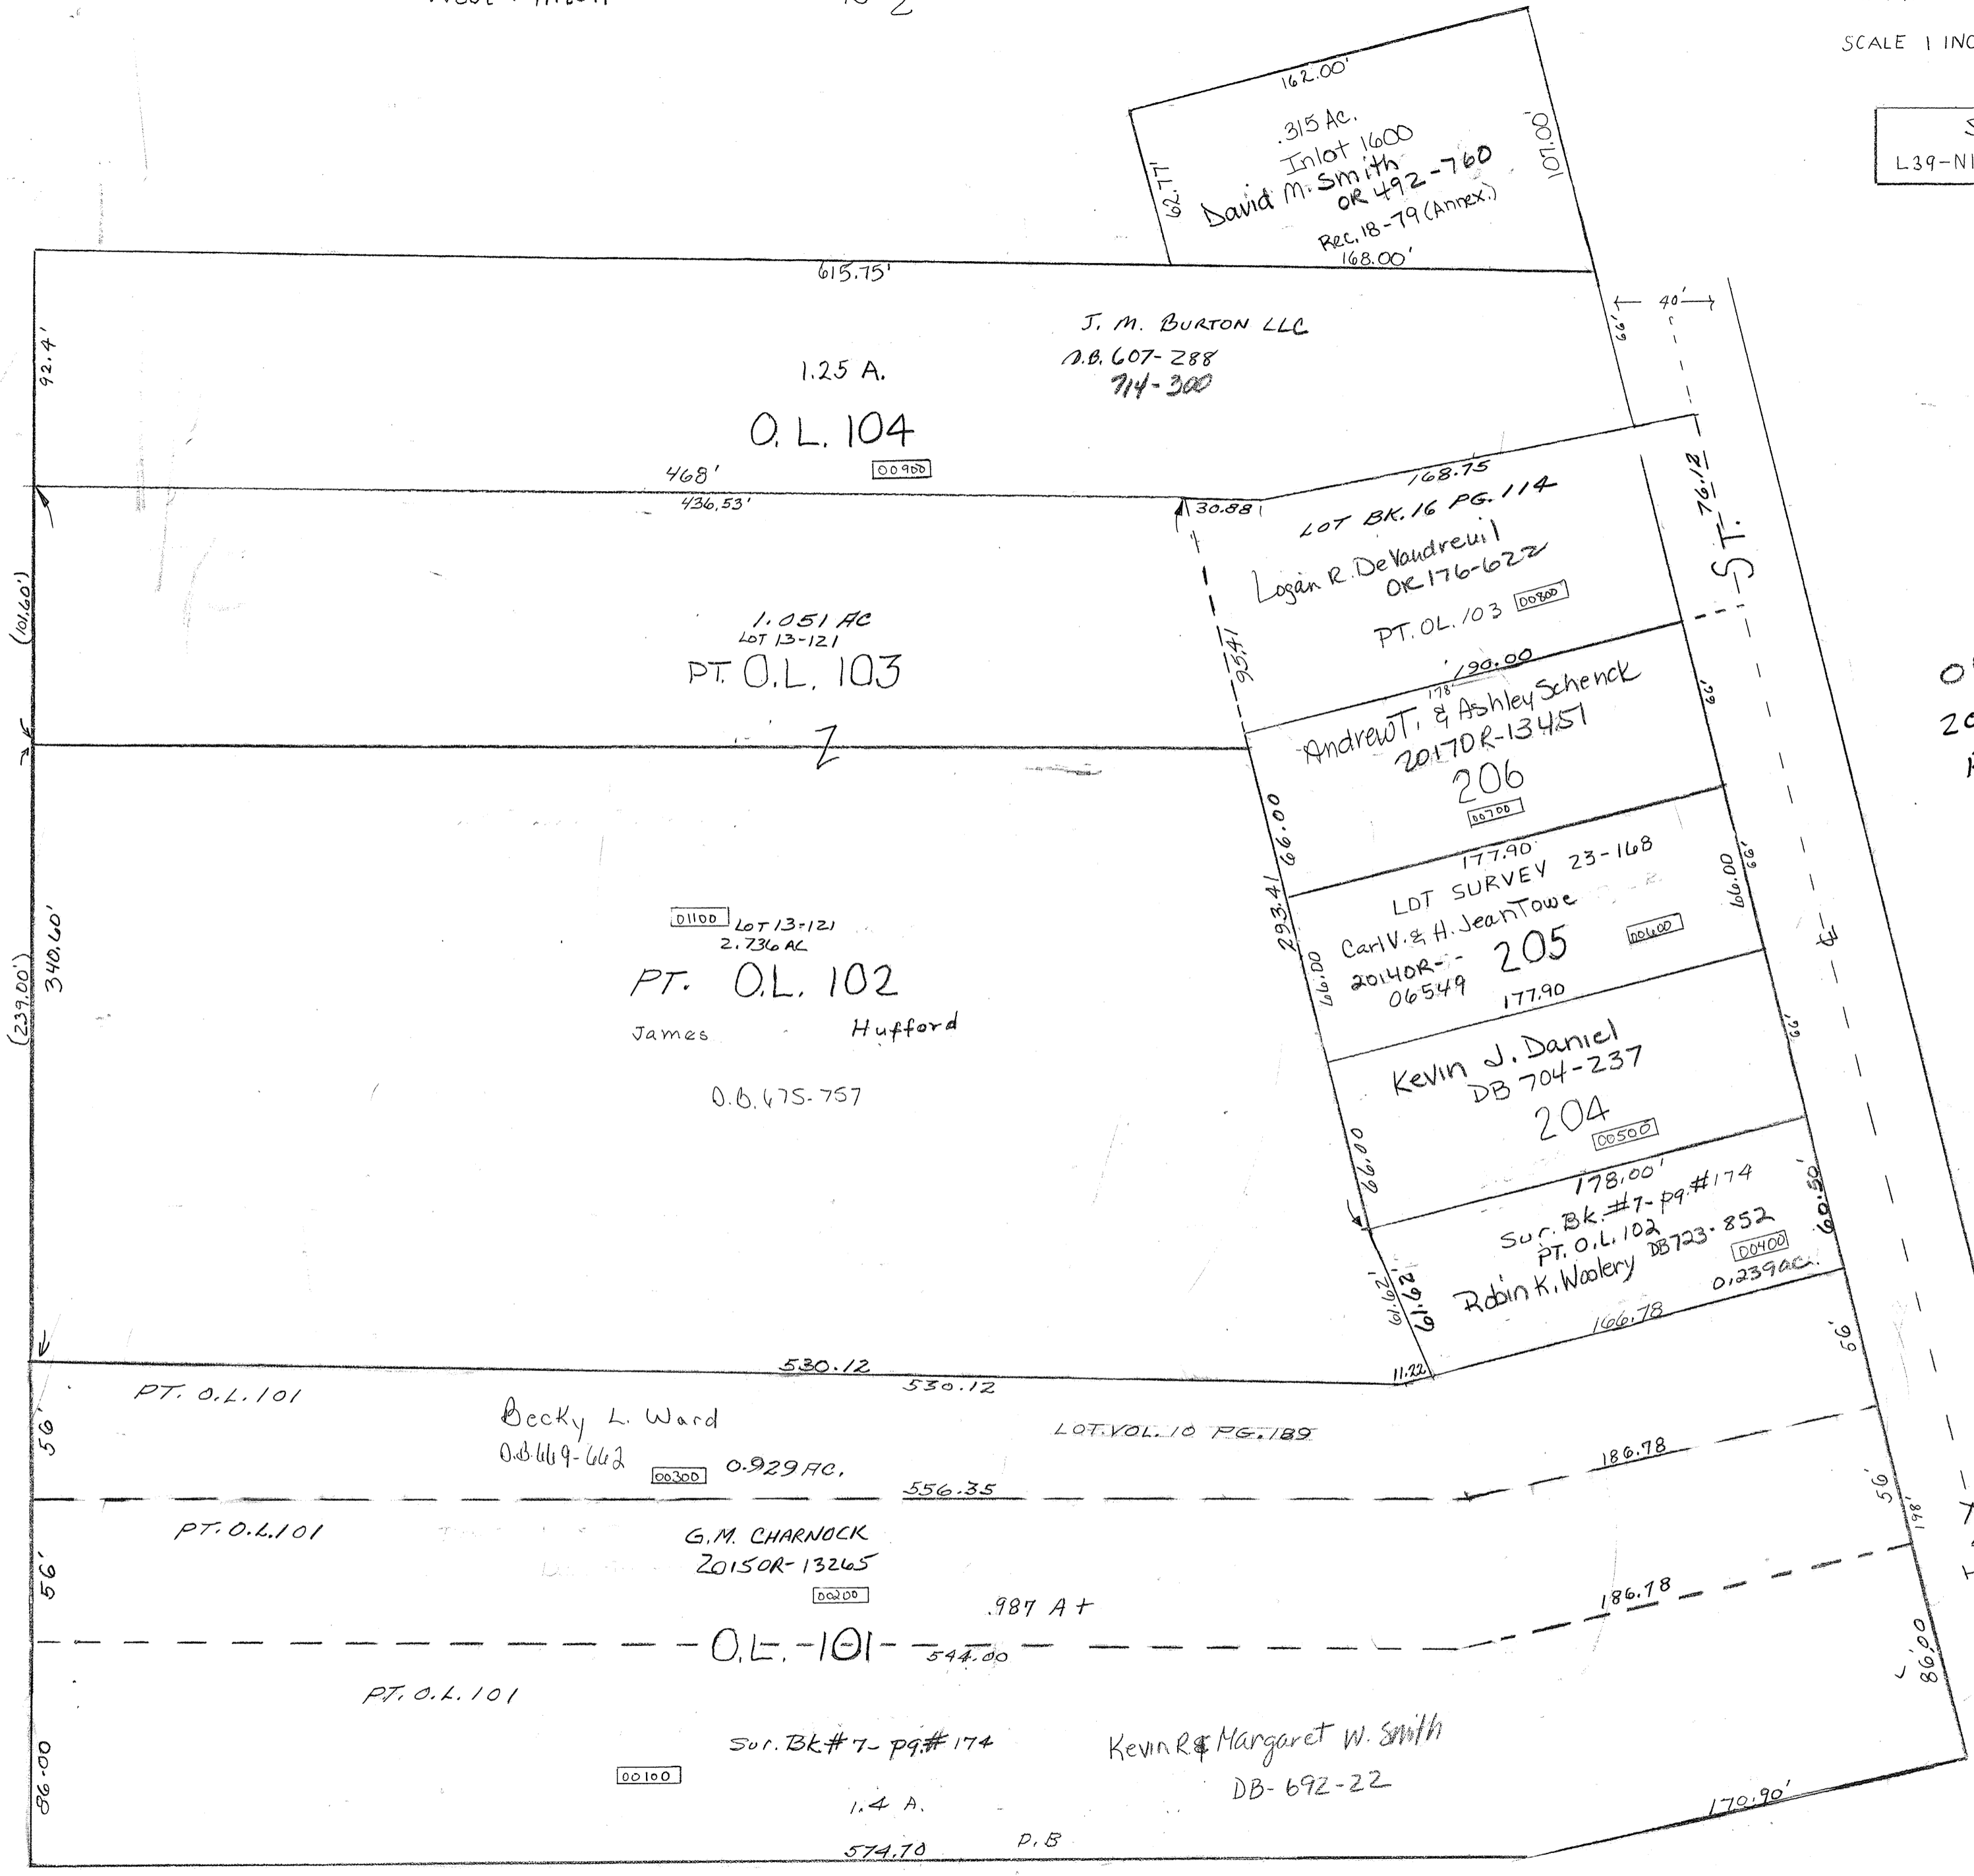 SCALE 1 INC
L39-N1
162.00'
.315 Ac.
Inlot 1600
David M. Smith
OR 492-760
Rec. 18-79 (Annex.)
168.00'
62.77'
107.00'
615.75'
92.4'
J. M. BURTON LLC
D.B. 607-288
714-300
1.25 A.
O. L. 104
00900
468'
436.53'
30.88
168.75
66'
40'
76.12
ST.
LOT BK. 16 PG. 114
Logan R. DeVaudreuil
OR 176-622
PT. OL. 103 00800
190.00
178'
95.41
(101.60')
1.051 AC
LOT 13-121
PT. O.L. 103
Z
Andrew T. & Ashley Schenck
2017OR-13451
206
00700
66'
66.00
177.90
LOT SURVEY 23-168
Carl V. & H. Jean Towe
2014OR-
06549
205
00600
66.00
66'
293.41
66.00
177.90
340.60'
(239.00')
01100 LOT 13-121
2.736 AC
PT. O.L. 102
James Hufford
D.B. 675-757
Kevin J. Daniel
DB 704-237
204
00500
66'
66.00
178.00'
Sur. Bk. #7- pg. #174
PT. O.L. 102
Robin K. Woolery DB723-852
00400
0.239ac.
60.50'
61.62'
61.62'
166.78
11.22
56'
530.12
530.12
PT. O.L. 101
Becky L. Ward
D.B 669-662
00300 0.929 AC.
LOT. VOL. 10 PG. 189
56'
556.35
186.78
56'
198'
PT. O.L. 101
G.M. CHARNOCK
2015OR-13265
00200
.987 A+
56'
O.L. 101
544.00
186.78
86.00
PT. O.L. 101
Sur. Bk # 7- pg. # 174
Kevin R & Margaret W. Smith
DB- 692-22
00100
1.4 A.
86.00
574.70
P.B
170.90'